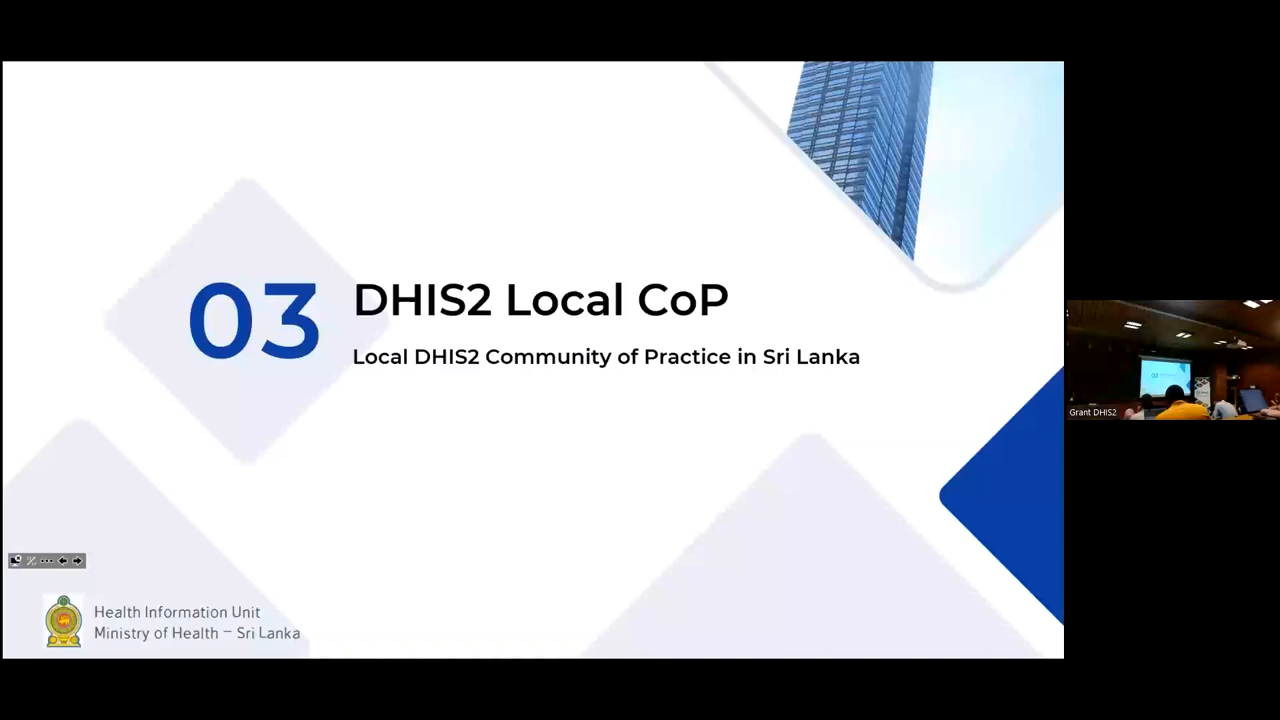 03
DHIS2 Local CoP
Local DHIS2 Community of Practice in Sri Lanka
Health Information Unit
Ministry of Health – Sri Lanka
Grant DHIS2